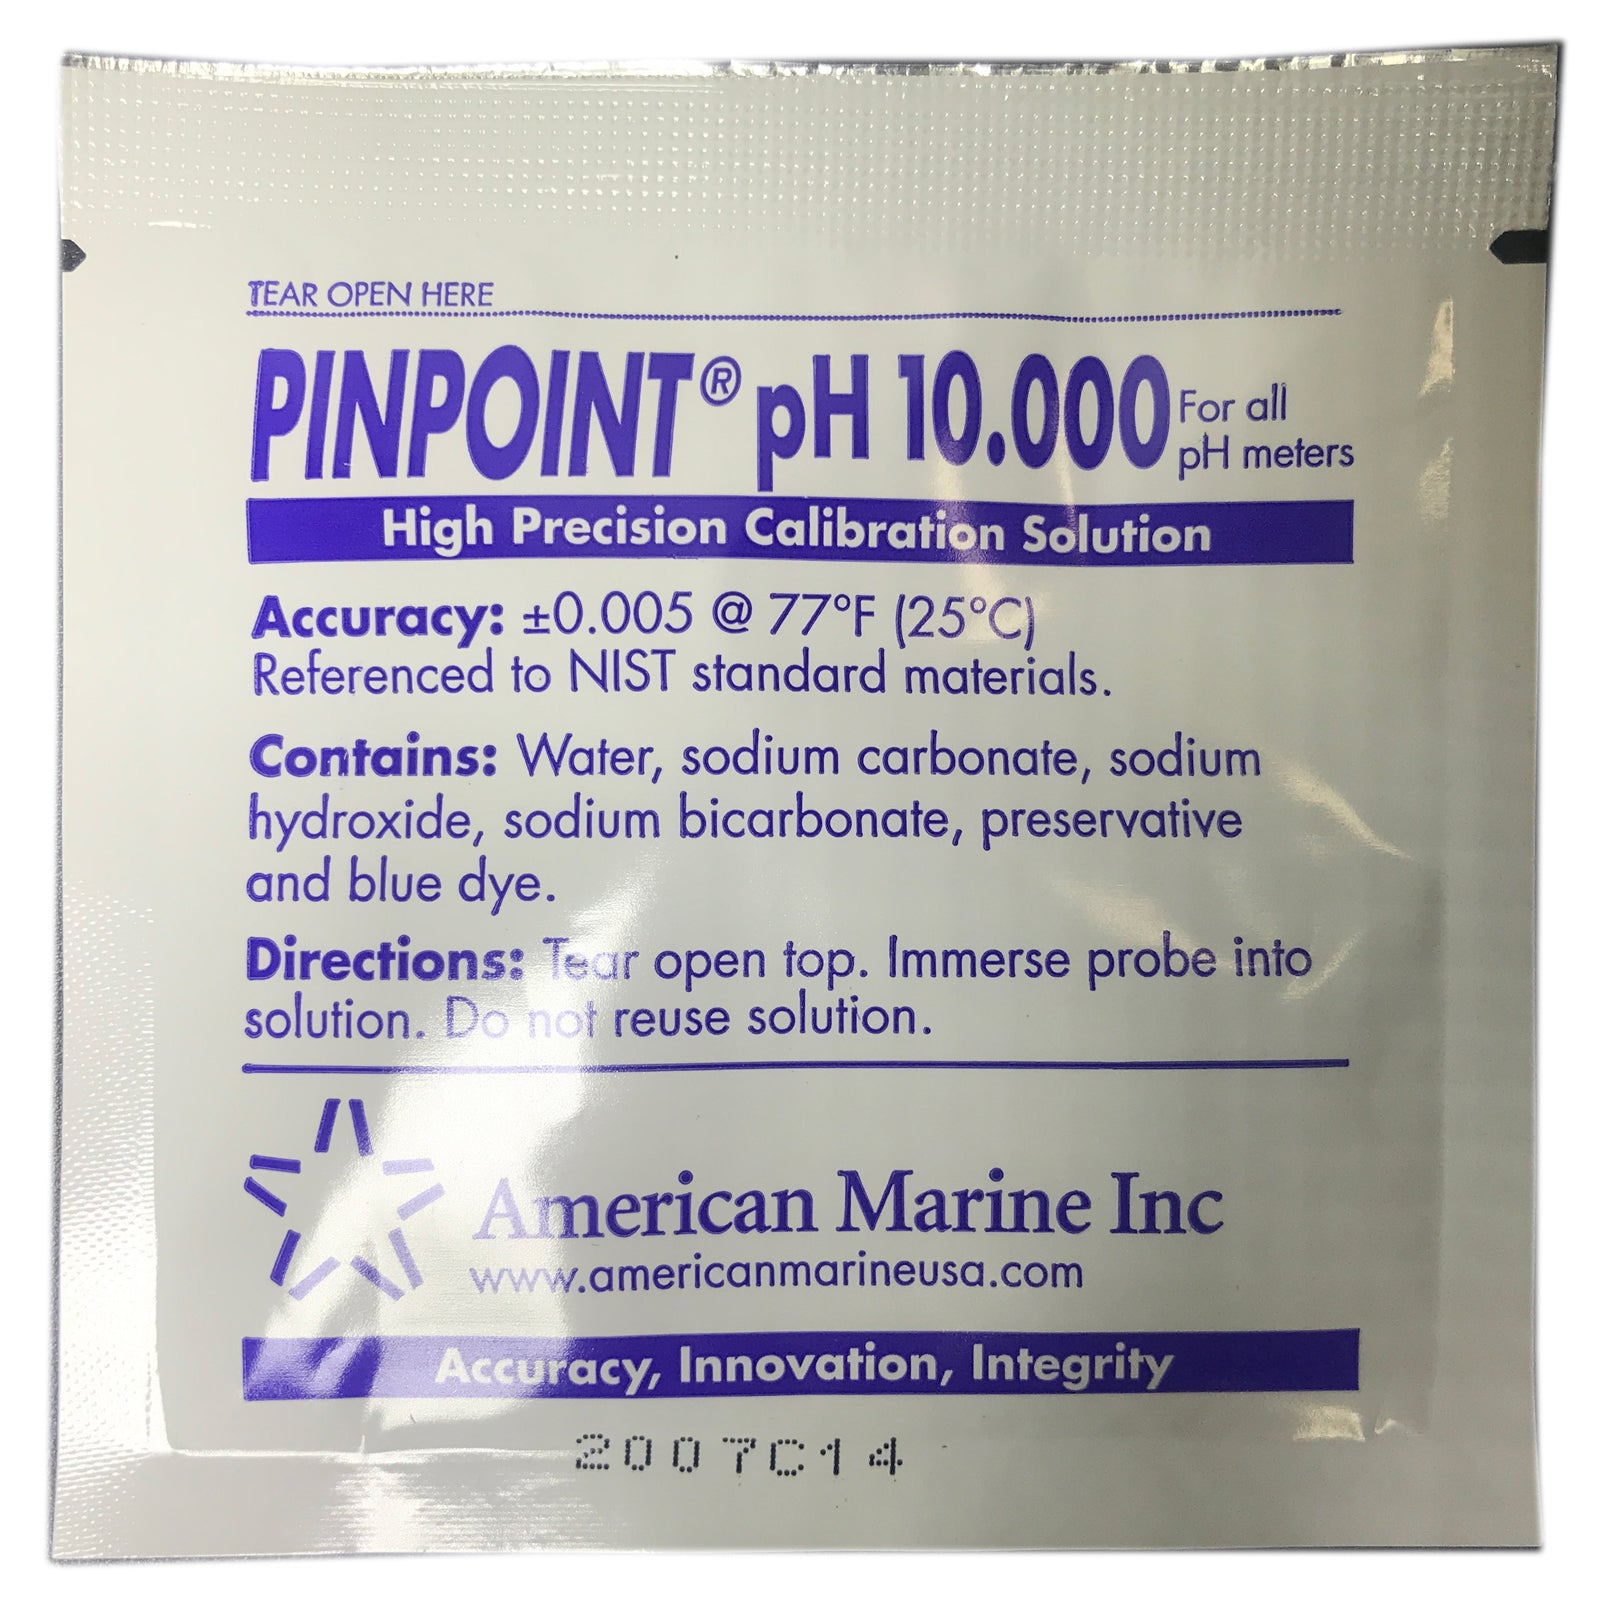 TEAR OPEN HERE
PINPOINT® pH 10.000 For all
pH meters
High Precision Calibration Solution
Accuracy: ±0.005 @ 77°F (25°C)
Referenced to NIST standard materials.
Contains: Water, sodium carbonate, sodium
hydroxide, sodium bicarbonate, preservative
and blue dye.
Directions: Tear open top. Immerse probe into
solution. Do not reuse solution.
American Marine Inc
www.americanmarineusa.com
Accuracy, Innovation, Integrity
2007C14